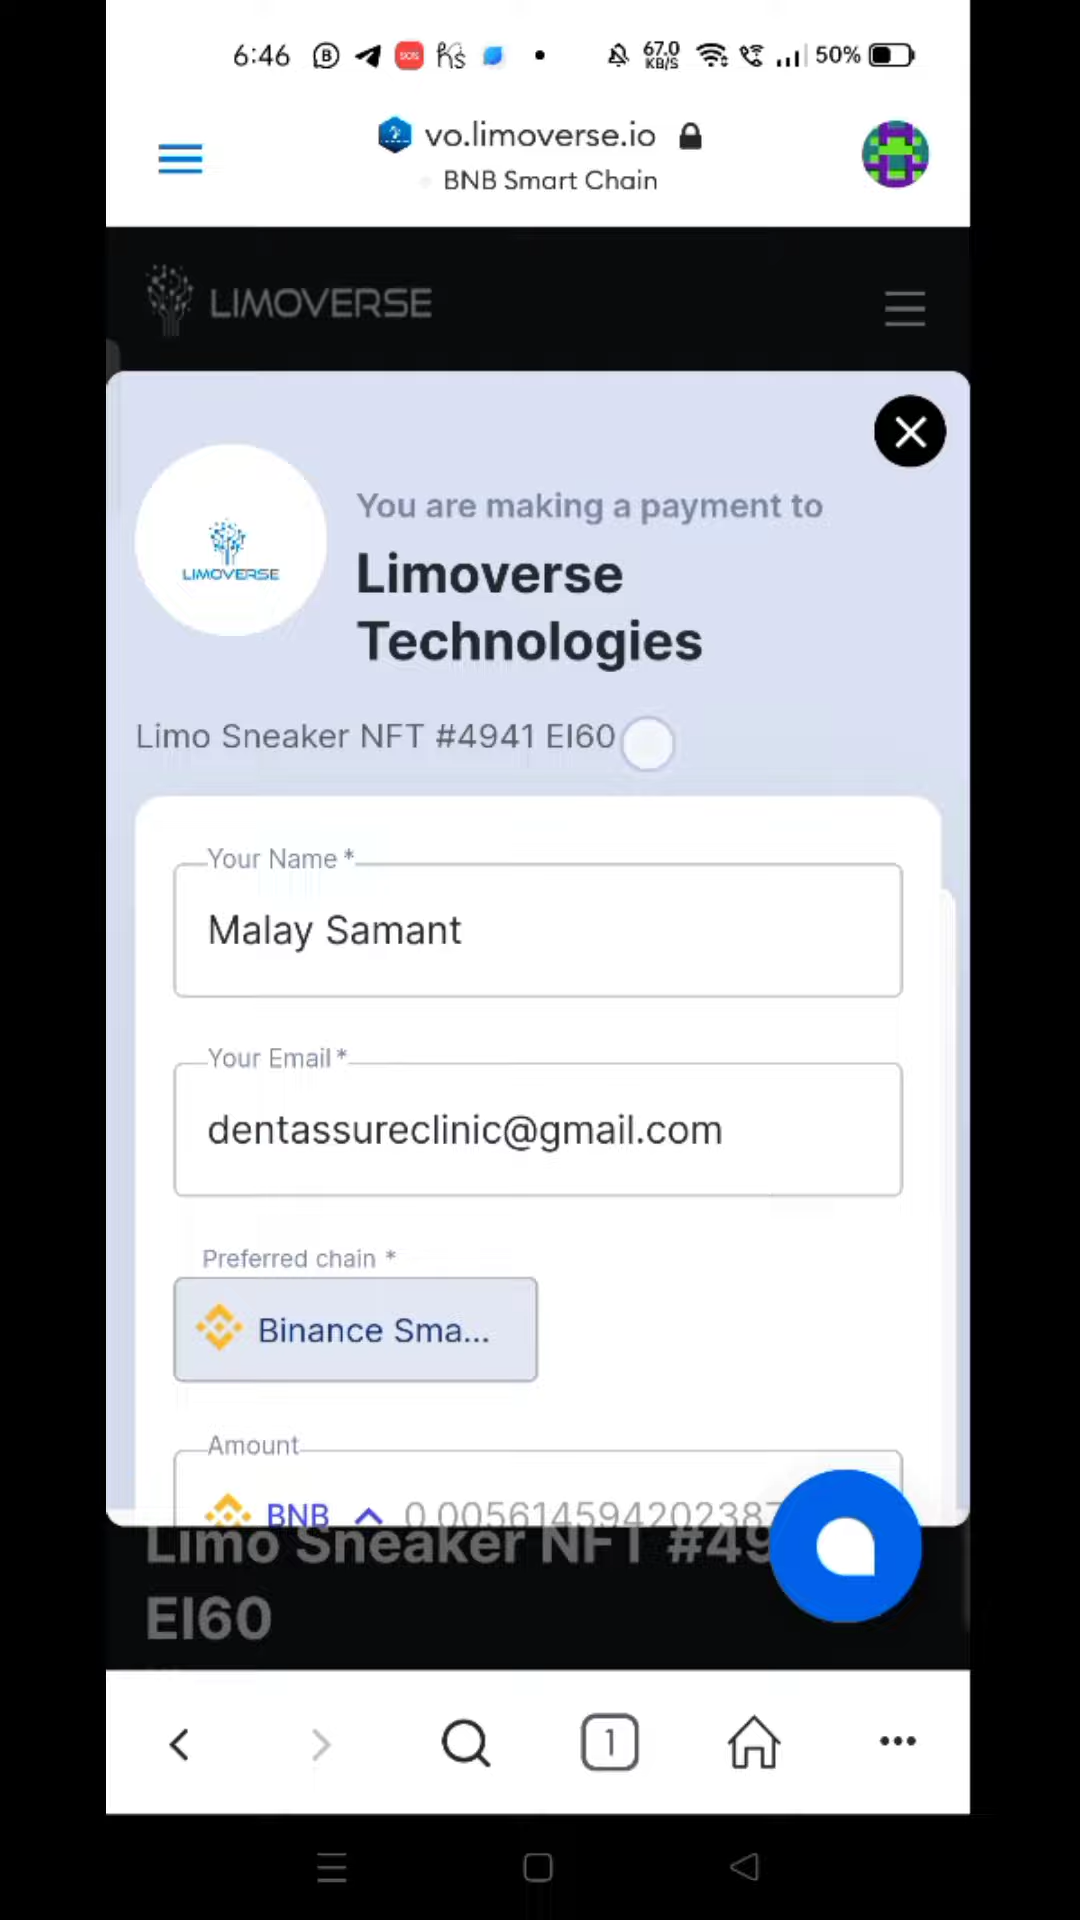 6:46
SOS
67.0
KB/S
50%
vo.limoverse.io
BNB Smart Chain
LIMOVERSE
You are making a payment to
LIMOVERSE
Limoverse
Technologies
Limo Sneaker NFT #4941 EI60
Your Name *
Malay Samant
Your Email *
dentassureclinic@gmail.com
Preferred chain *
Binance Sma...
Amount
BNB 0.005614594202387
Limo Sneaker NFT #49
EI60
1